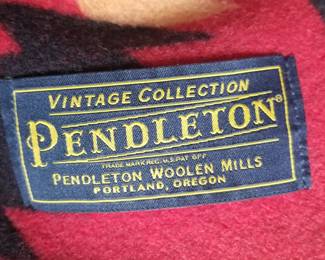 VINTAGE COLLECTION
PENDLETON®
TRADE MARK REG. U.S. PAT. OFF.
PENDLETON WOOLEN MILLS
PORTLAND, OREGON